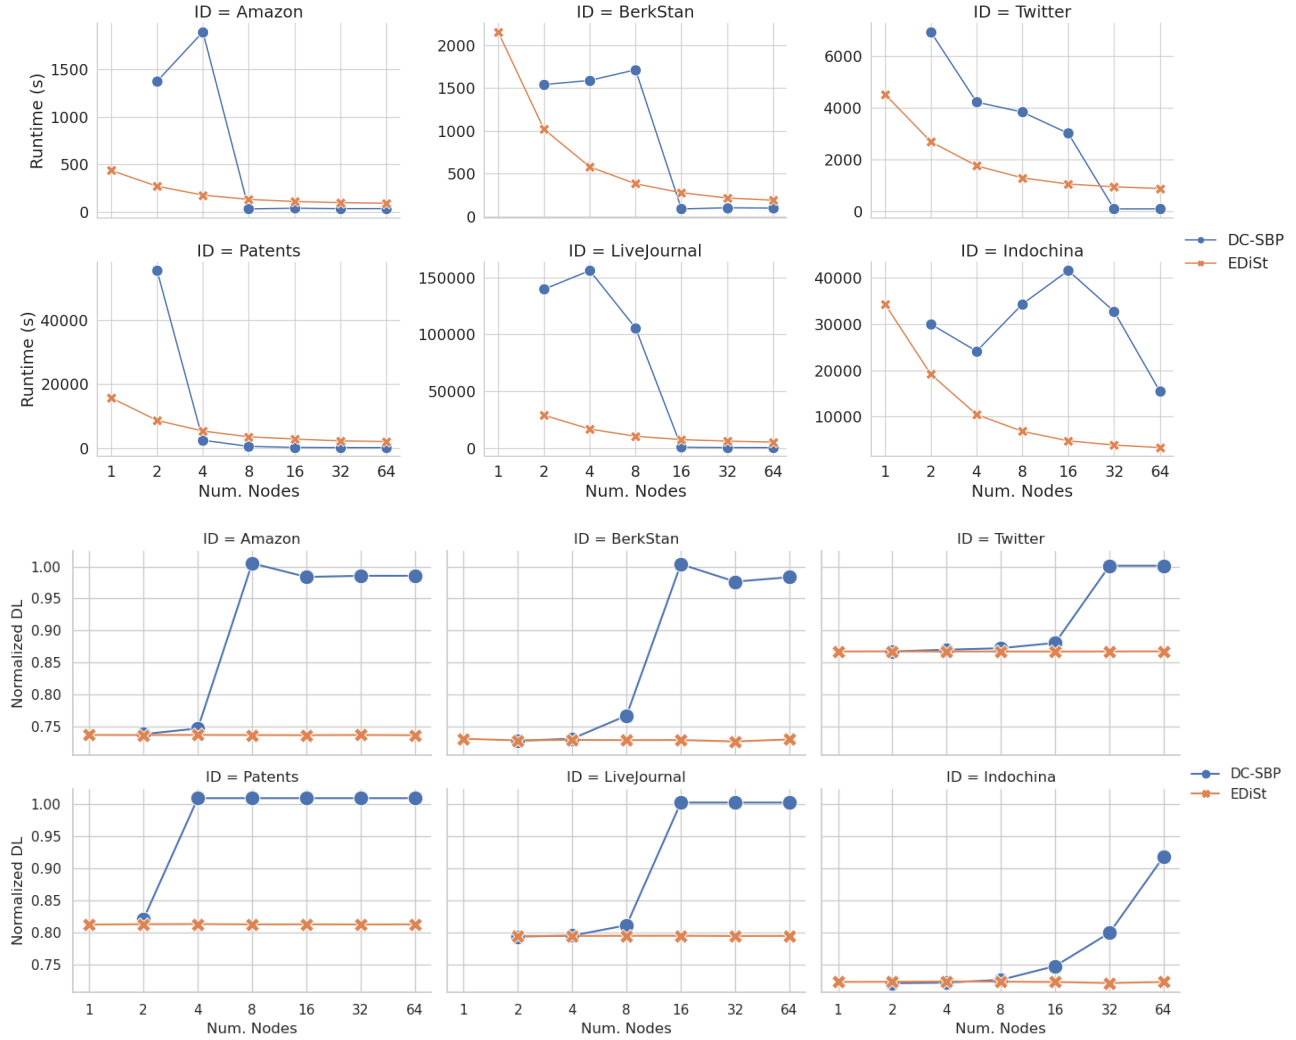 ID = Amazon
ID = BerkStan
ID = Twitter
Runtime (s)
1500
1000
500
0
2000
1500
1000
500
0
6000
4000
2000
0
ID = Patents
ID = LiveJournal
ID = Indochina
DC-SBP
EDiSt
Runtime (s)
40000
20000
0
150000
100000
50000
0
40000
30000
20000
10000
1 2 4 8 16 32 64
1 2 4 8 16 32 64
1 2 4 8 16 32 64
Num. Nodes
Num. Nodes
Num. Nodes
ID = Amazon
ID = BerkStan
ID = Twitter
Normalized DL
1.00
0.95
0.90
0.85
0.80
0.75
ID = Patents
ID = LiveJournal
ID = Indochina
DC-SBP
EDiSt
Normalized DL
1.00
0.95
0.90
0.85
0.80
0.75
1 2 4 8 16 32 64
1 2 4 8 16 32 64
1 2 4 8 16 32 64
Num. Nodes
Num. Nodes
Num. Nodes